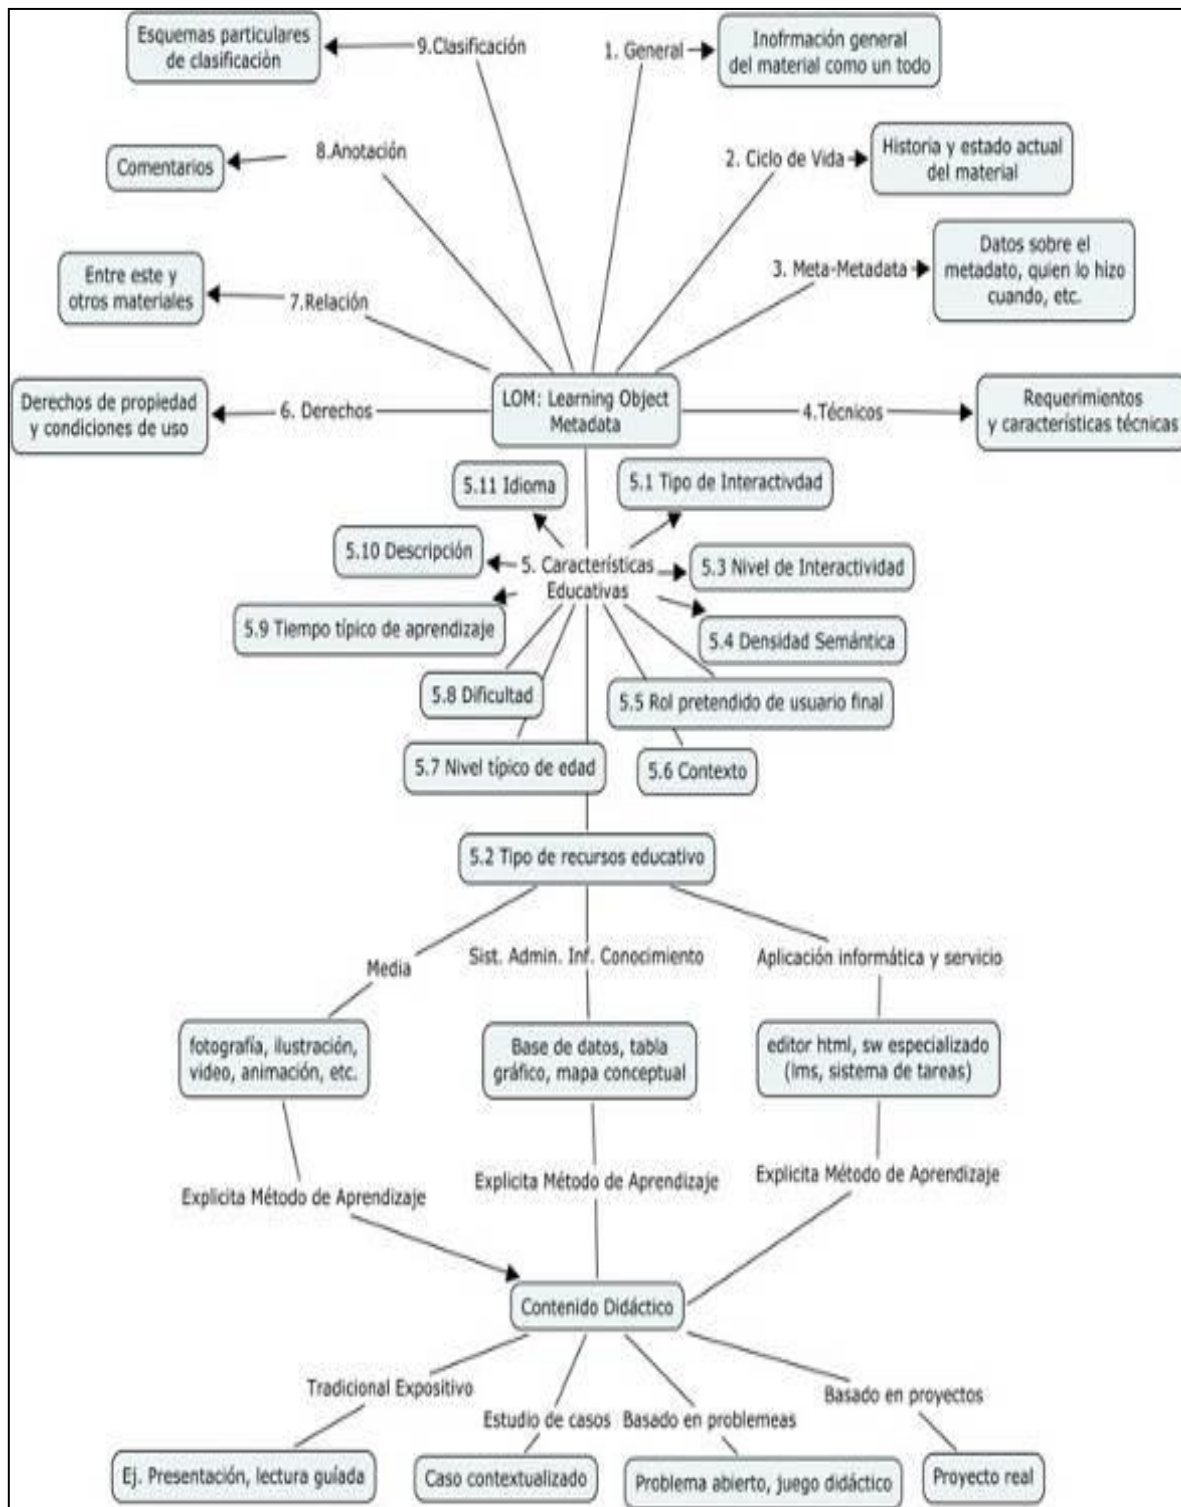 Esquemas particulares
de clasificaciòn
9.Clasificación
1. General
Inofrmación general
del material como un todo
8.Anotación
Comentarios
2. Ciclo de Vida
Historia y estado actual
del material
Entre este y
otros materiales
7.Relación
3. Meta-Metadata
Datos sobre el
metadato, quien lo hizo
cuando, etc.
Derechos de propiedad
y condiciones de uso
6. Derechos
LOM: Learning Object
Metadata
4.Técnicos
Requerimientos
y características técnicas
5.11 Idioma
5.1 Tipo de Interactivdad
5.10 Descripción
5. Características
Educativas
5.3 Nivel de Interactividad
5.9 Tiempo típico de aprendizaje
5.4 Densidad Semántica
5.8 Dificultad
5.5 Rol pretendido de usuario final
5.7 Nivel típico de edad
5.6 Contexto
5.2 Tipo de recursos educativo
Media
Sist. Admin. Inf. Conocimiento
Aplicación informática y servicio
fotografía, ilustración,
video, animación, etc.
Base de datos, tabla
gráfico, mapa conceptual
editor html, sw especializado
(lms, sistema de tareas)
Explicita Método de Aprendizaje
Explicita Método de Aprendizaje
Explicita Método de Aprendizaje
Contenido Didáctico
Tradicional Expositivo
Estudio de casos
Basado en problemeas
Basado en proyectos
Ej. Presentación, lectura guíada
Caso contextualizado
Problema abierto, juego didáctico
Proyecto real